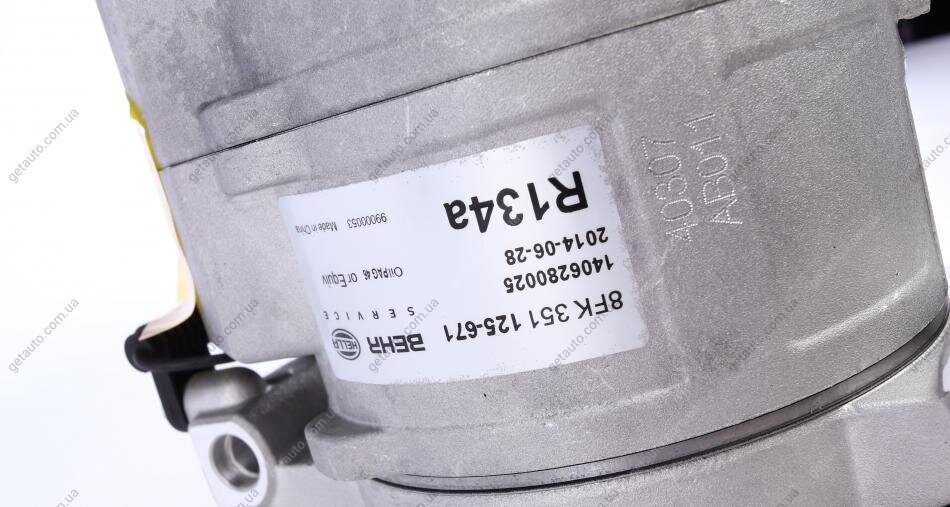 BEHR HELLA
SERVICE
8FK 351 125-671
1406280025
2014-06-28
Oil PAG 46 or Equiv
R134a
99000053 Made in China
40307
AB011
getauto.com.ua